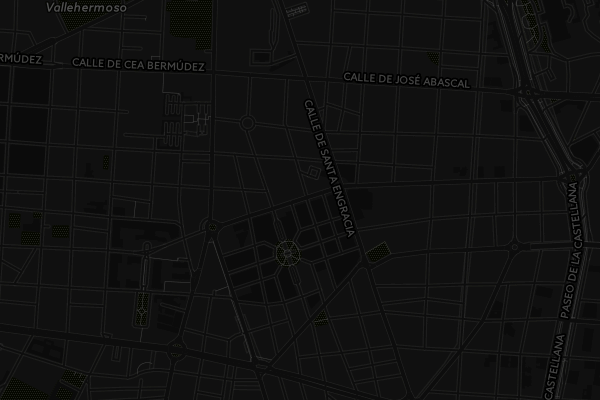 Vallehermoso
RMÚDEZ
CALLE DE CEA BERMÚDEZ
CALLE DE JOSÉ ABASCAL
CALLE DE SANTA ENGRACIA
PASEO DE LA CASTELLANA
CASTELLANA